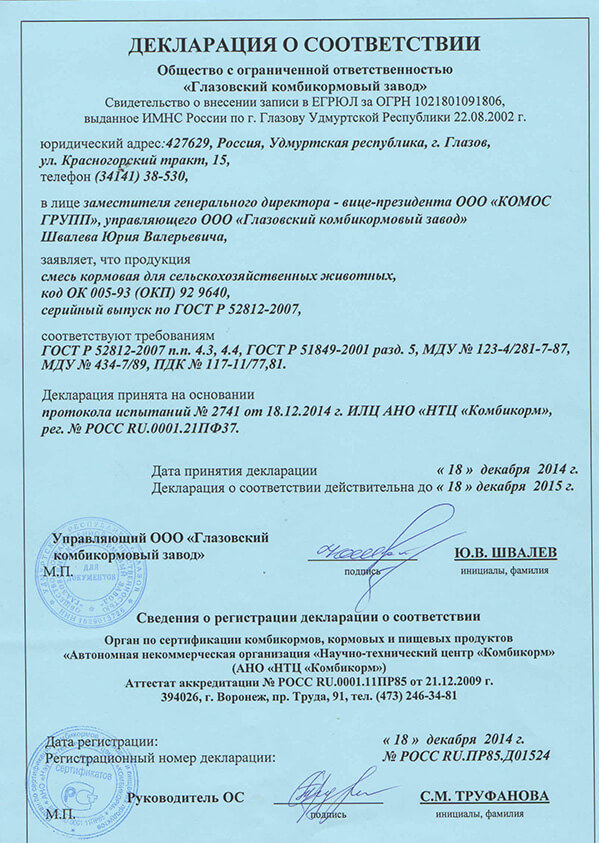 ДЕКЛАРАЦИЯ О СООТВЕТСТВИИ
Общество с ограниченной ответственностью
«Глазовский комбикормовый завод»
Свидетельство о внесении записи в ЕГРЮЛ за ОГРН 1021801091806,
выданное ИМНС России по г. Глазову Удмуртской Республики 22.08.2002 г.
юридический адрес:427629, Россия, Удмуртская республика, г. Глазов,
ул. Красногорский тракт, 15,
телефон (34141) 38-530,
в лице заместителя генерального директора - вице-президента ООО «КОМОС
ГРУПП», управляющего ООО «Глазовский комбикормовый завод»
Швалева Юрия Валерьевича,
заявляет, что продукция
смесь кормовая для сельскохозяйственных животных,
код ОК 005-93 (ОКП) 92 9640,
серийный выпуск по ГОСТ Р 52812-2007,
соответствуют требованиям
ГОСТ Р 52812-2007 п.п. 4.3, 4.4, ГОСТ Р 51849-2001 разд. 5, МДУ № 123-4/281-7-87,
МДУ № 434-7/89, ПДК № 117-11/77,81.
Декларация принята на основании
протокола испытаний № 2741 от 18.12.2014 г. ИЛЦ АНО «НТЦ «Комбикорм»,
рег. № РОСС RU.0001.21ПФ37.
Дата принятия декларации « 18 » декабря 2014 г.
Декларация о соответствии действительна до « 18 » декабря 2015 г.
Управляющий ООО «Глазовский
комбикормовый завод» Ю.В. ШВАЛЕВ
М.П. подпись инициалы, фамилия
ДЛЯ
ДОКУМЕНТОВ
Сведения о регистрации декларации о соответствии
Орган по сертификации комбикормов, кормовых и пищевых продуктов
«Автономная некоммерческая организация «Научно-технический центр «Комбикорм»
(АНО «НТЦ «Комбикорм»)
Аттестат аккредитации № РОСС RU.0001.11ПР85 от 21.12.2009 г.
394026, г. Воронеж, пр. Труда, 91, тел. (473) 246-34-81
Дата регистрации: « 18 » декабря 2014 г.
Регистрационный номер декларации: № РОСС RU.ПР85.Д01524
сертификатов
Руководитель ОС С.М. ТРУФАНОВА
М.П. подпись инициалы, фамилия